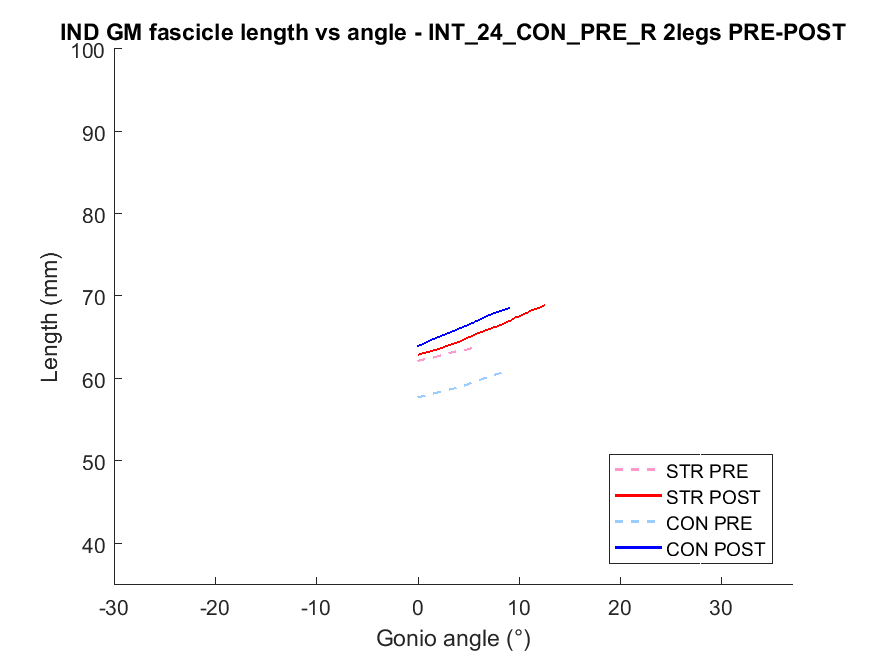 IND GM fascicle length vs angle - INT_24_CON_PRE_R 2legs PRE-POST
100
90
80
70
60
50
40
Length (mm)
-30
-20
-10
0
10
20
30
Gonio angle (°)
STR PRE
STR POST
CON PRE
CON POST